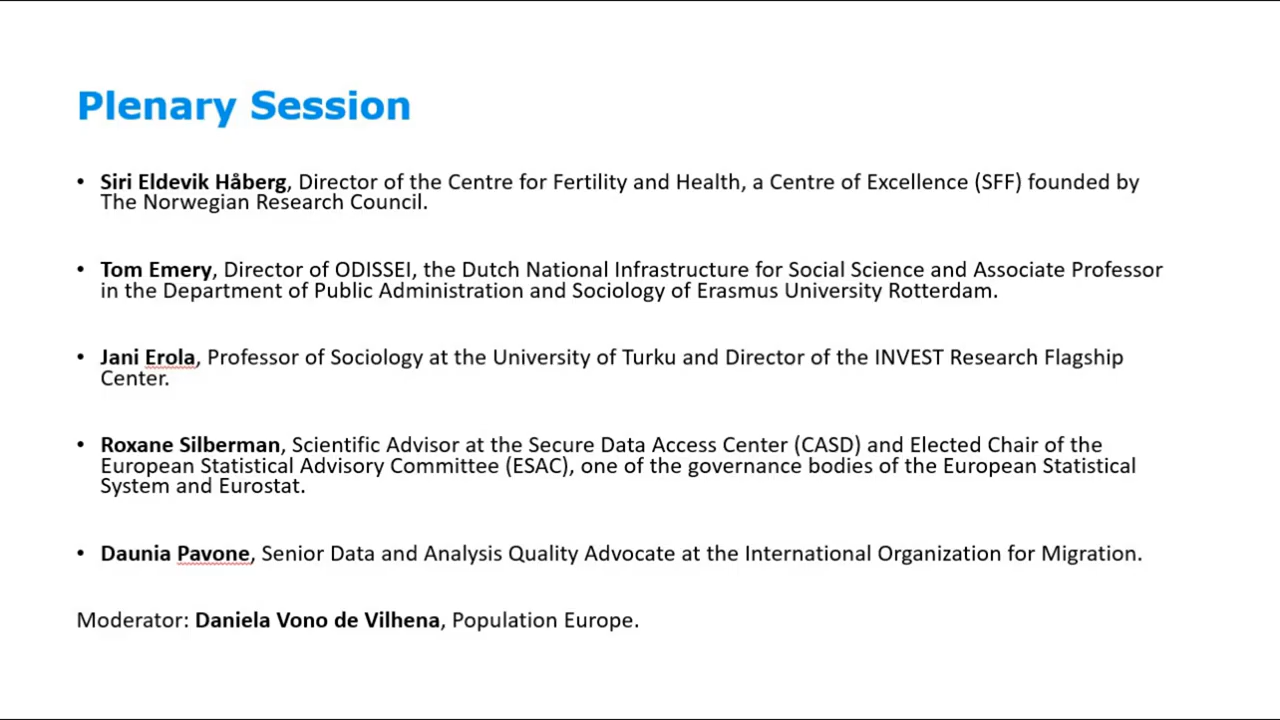 Plenary Session
• Siri Eldevik Håberg, Director of the Centre for Fertility and Health, a Centre of Excellence (SFF) founded by
The Norwegian Research Council.
• Tom Emery, Director of ODISSEI, the Dutch National Infrastructure for Social Science and Associate Professor
in the Department of Public Administration and Sociology of Erasmus University Rotterdam.
• Jani Erola, Professor of Sociology at the University of Turku and Director of the INVEST Research Flagship
Center.
• Roxane Silberman, Scientific Advisor at the Secure Data Access Center (CASD) and Elected Chair of the
European Statistical Advisory Committee (ESAC), one of the governance bodies of the European Statistical
System and Eurostat.
• Daunia Pavone, Senior Data and Analysis Quality Advocate at the International Organization for Migration.
Moderator: Daniela Vono de Vilhena, Population Europe.